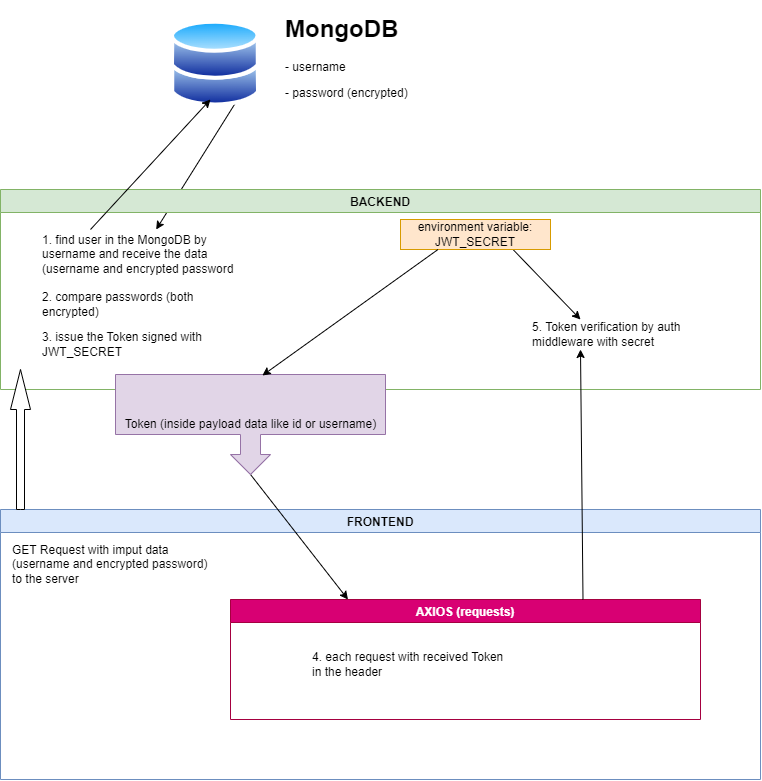 MongoDB
- username
- password (encrypted)
BACKEND
1. find user in the MongoDB by
username and receive the data
(username and encrypted password
2. compare passwords (both
encrypted)
3. issue the Token signed with
JWT_SECRET
environment variable:
JWT_SECRET
5. Token verification by auth
middleware with secret
Token (inside payload data like id or username)
FRONTEND
GET Request with imput data
(username and encrypted password)
to the server
AXIOS (requests)
4. each request with received Token
in the header